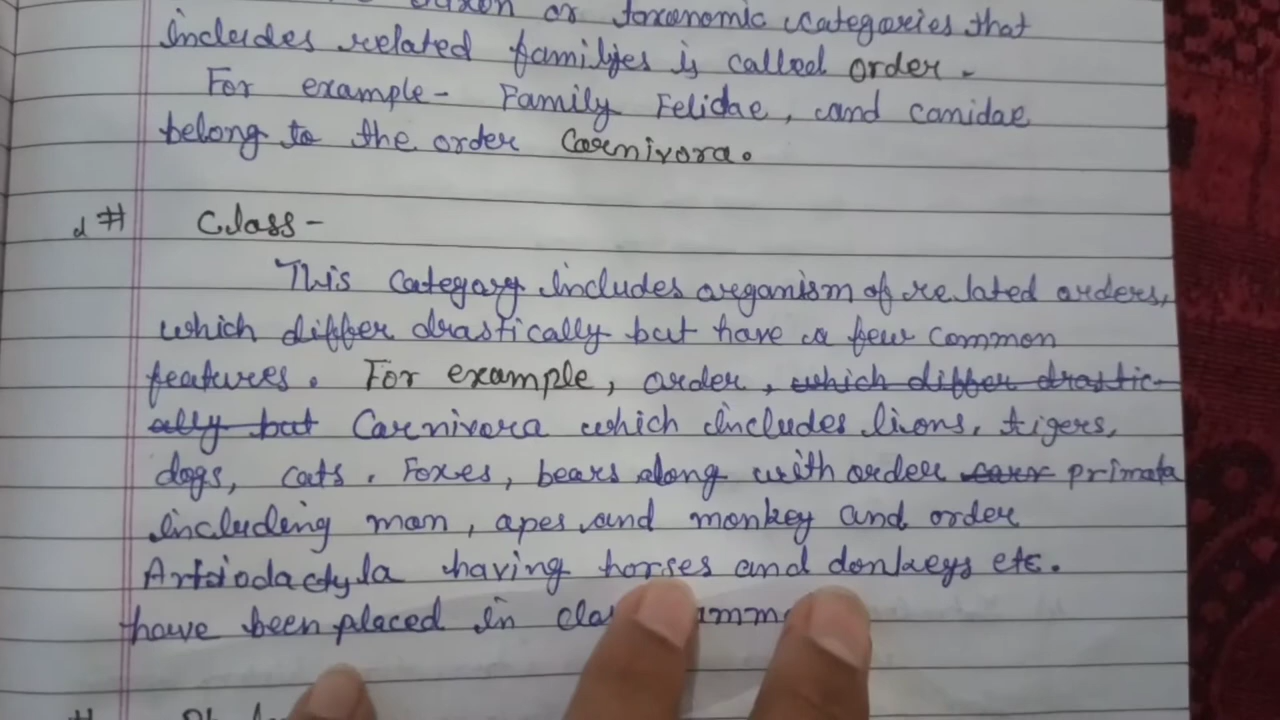 taxon or taxonomic categories that
includes related families is called order.
For example- Family Felidae, and canidae
belong to the order Carnivora.
d # Class-
This Category includes organism of related orders,
which differ drastically but have a few common
features. For example, order, which differ drastic-
ally but Carnivora which includes lions, tigers,
dogs, cats, Foxes, bears along with order primata
including man, apes and monkey and order
Artiodactyla having horses and donkeys etc.
have been placed in